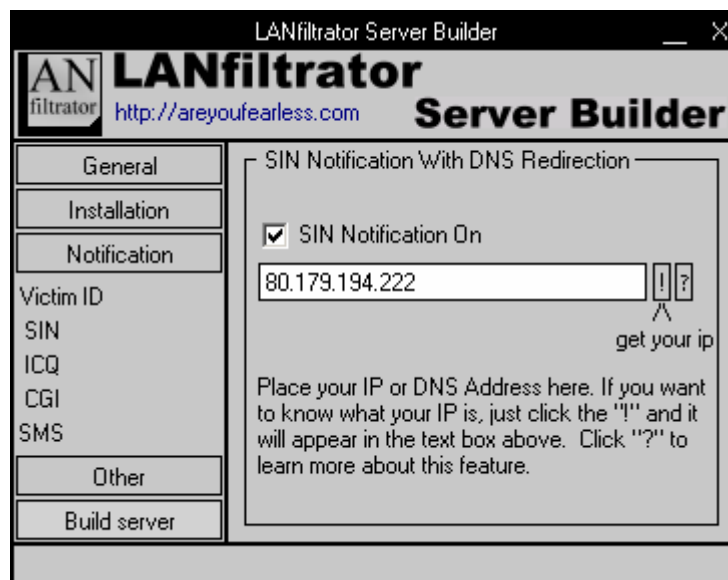 LANfiltrator Server Builder
AN
filtrator
LANfiltrator
http://areyoufearless.com
Server Builder
General
Installation
Notification
Victim ID
SIN
ICQ
CGI
SMS
Other
Build server
SIN Notification With DNS Redirection
SIN Notification On
80.179.194.222
!
?
get your ip
Place your IP or DNS Address here. If you want
to know what your IP is, just click the "!" and it
will appear in the text box above. Click "?" to
learn more about this feature.